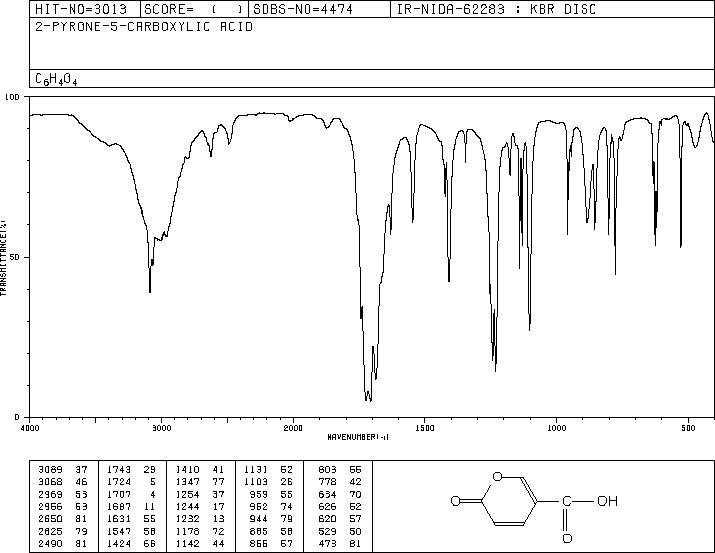 HIT-NO=3013 SCORE= ( ) SDBS-NO=4474 IR-NIDA-62283 : KBR DISC
2-PYRONE-5-CARBOXYLIC ACID
C6H4O4
100
50
0
TRANSMITTANCE(%)
4000 3000 2000 1500 1000 500
WAVENUMBER(-1)
3089 37 1743 29 1410 41 1131 52 803 55
3068 46 1724 5 1347 77 1103 26 778 42
2969 53 1707 4 1254 37 959 55 634 70
2956 53 1687 11 1244 17 952 74 626 52
2650 81 1631 55 1232 13 944 79 620 57
2625 79 1547 58 1178 72 885 58 529 50
2490 81 1424 66 1142 44 856 57 473 81
O
O C OH
O